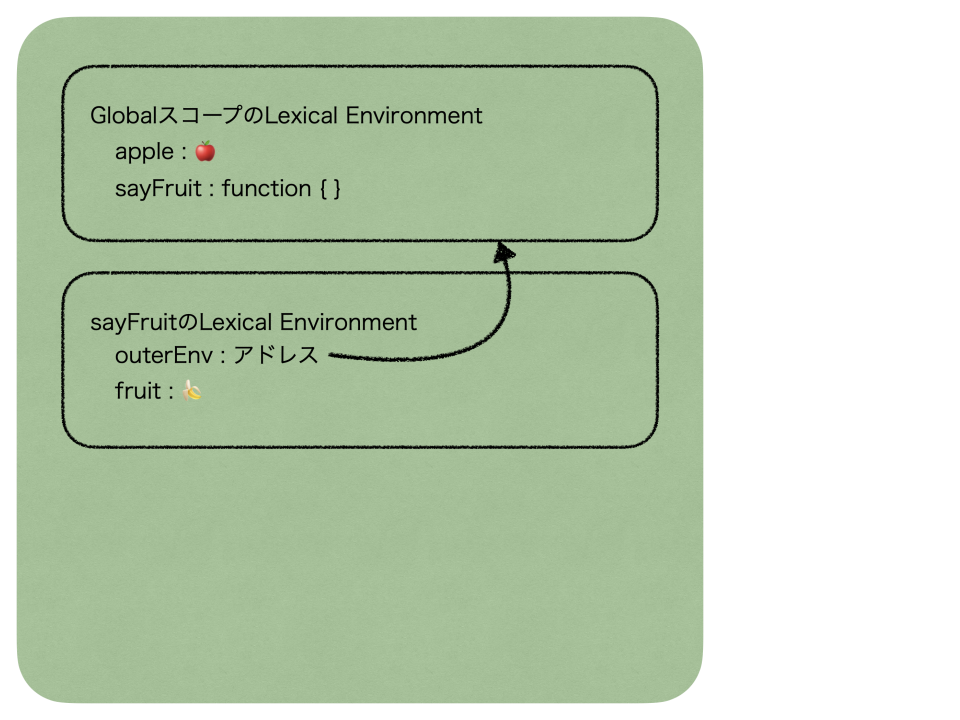 GlobalスコープのLexical Environment
apple : 🍎
sayFruit : function { }
sayFruitのLexical Environment
outerEnv : アドレス
fruit : 🍌